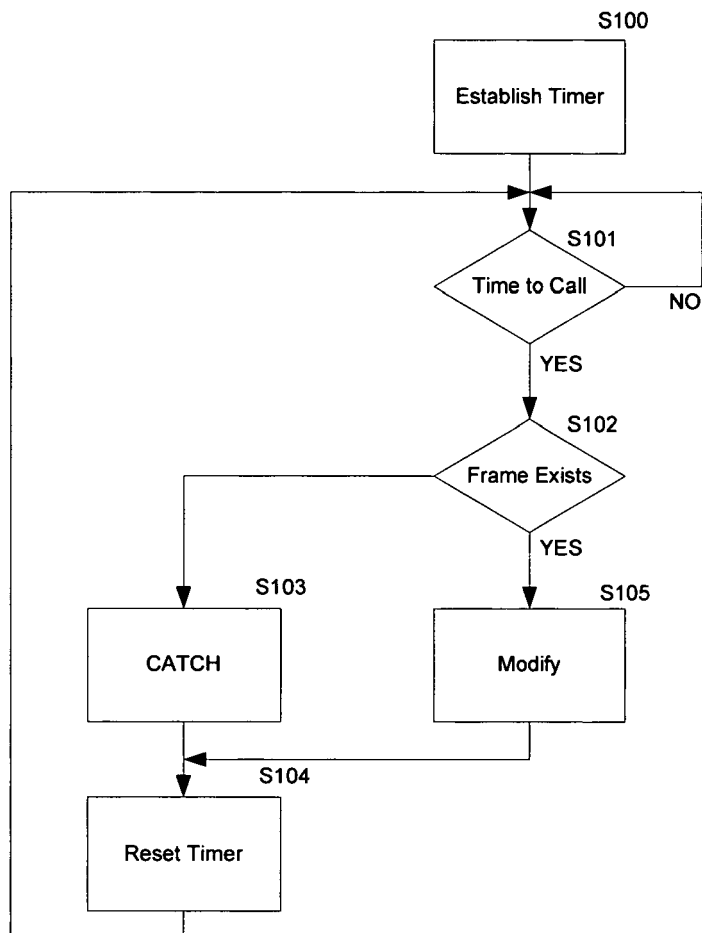 S100
Establish Timer
S101
Time to Call
NO
YES
S102
Frame Exists
YES
S103
S105
CATCH
Modify
S104
Reset Timer